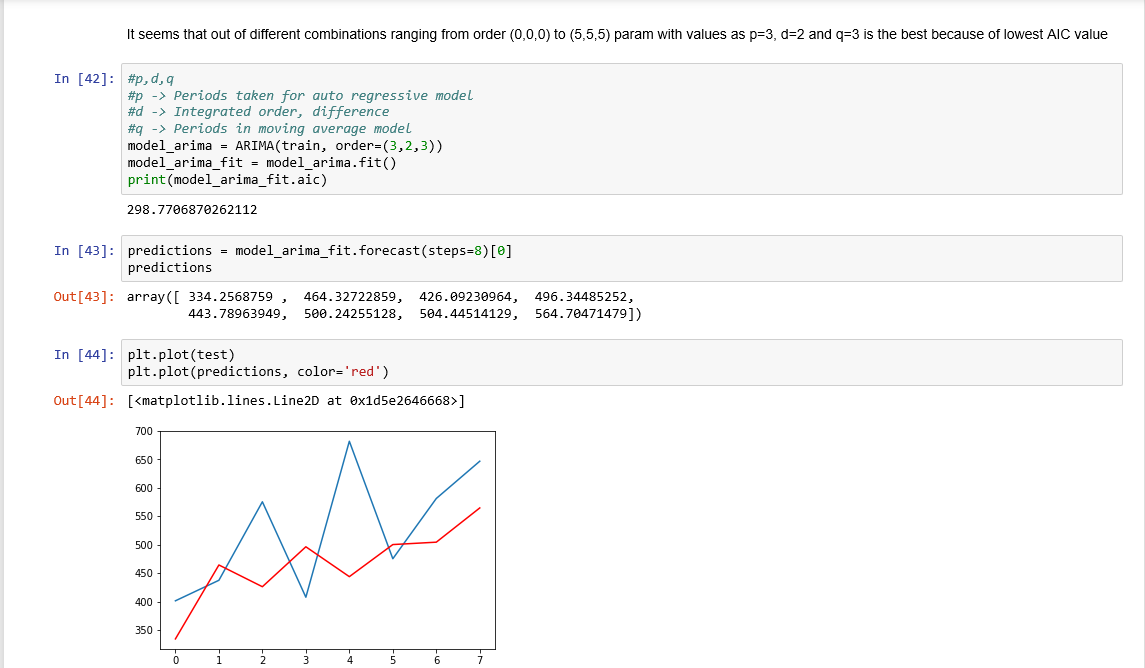 It seems that out of different combinations ranging from order (0,0,0) to (5,5,5) param with values as p=3, d=2 and q=3 is the best because of lowest AIC value
In [42]: #p,d,q
#p -> Periods taken for auto regressive model
#d -> Integrated order, difference
#q -> Periods in moving average model
model_arima = ARIMA(train, order=(3,2,3))
model_arima_fit = model_arima.fit()
print(model_arima_fit.aic)
298.7706870262112
In [43]: predictions = model_arima_fit.forecast(steps=8)[0]
predictions
Out[43]: array([ 334.2568759 , 464.32722859, 426.09230964, 496.34485252,
443.78963949, 500.24255128, 504.44514129, 564.70471479])
In [44]: plt.plot(test)
plt.plot(predictions, color='red')
Out[44]: [<matplotlib.lines.Line2D at 0x1d5e2646668>]
700
650
600
550
500
450
400
350
0 1 2 3 4 5 6 7